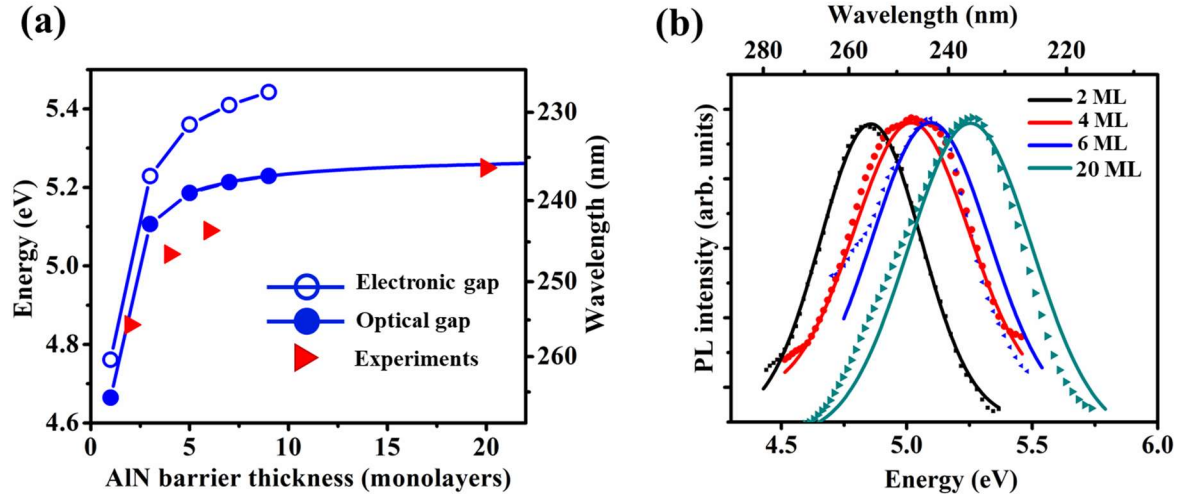 (a)
Energy (eV)
5.4
5.2
5.0
4.8
4.6
0
5
10
15
20
AlN barrier thickness (monolayers)
230
240
250
260
Wavelength (nm)
Electronic gap
Optical gap
Experiments
(b)
Wavelength (nm)
280
260
240
220
PL intensity (arb. units)
2 ML
4 ML
6 ML
20 ML
4.5
5.0
5.5
6.0
Energy (eV)